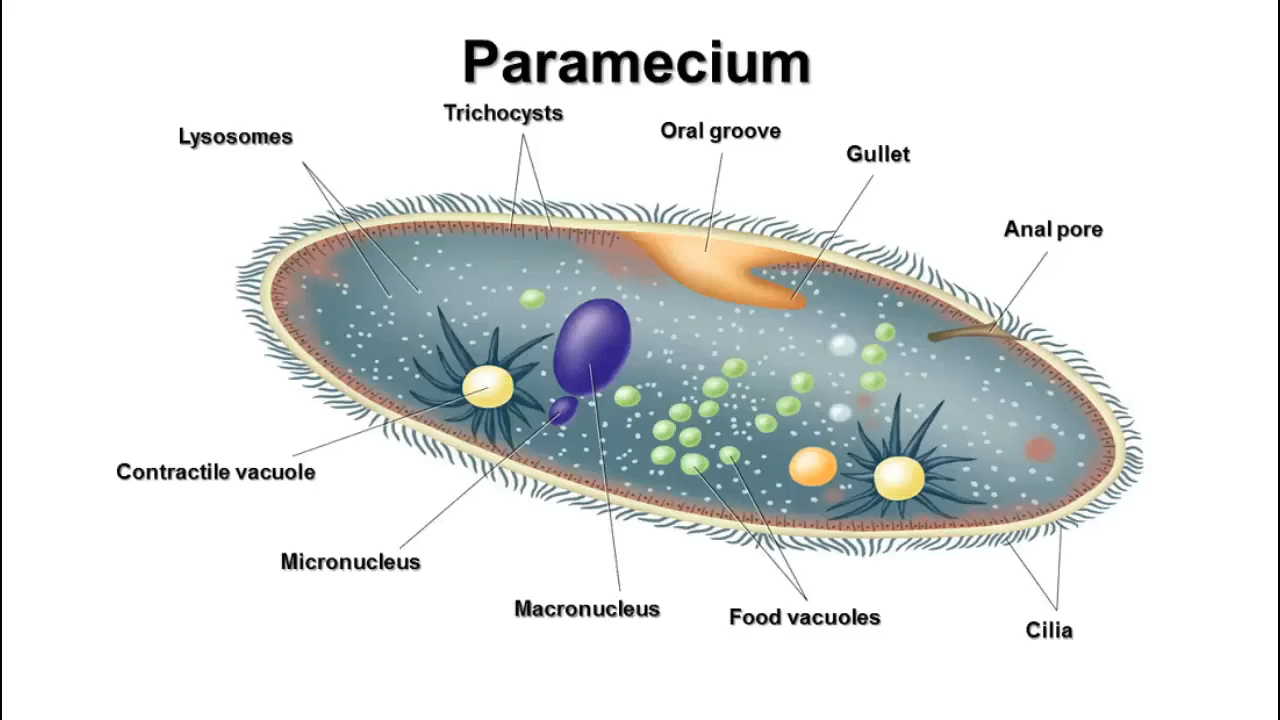 Paramecium
Trichocysts
Lysosomes
Oral groove
Gullet
Anal pore
Contractile vacuole
Micronucleus
Macronucleus
Food vacuoles
Cilia